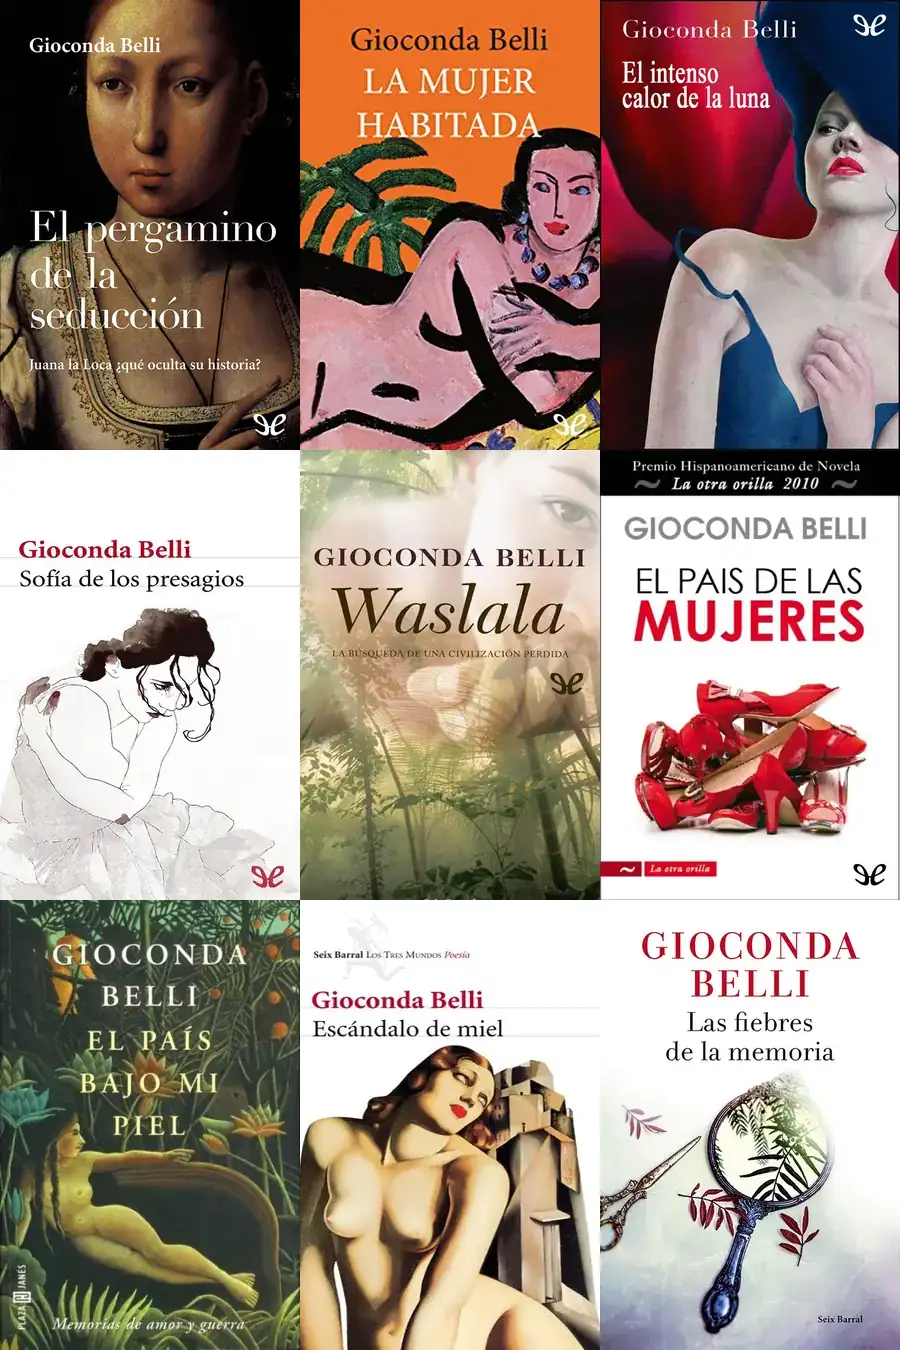 Gioconda Belli
El pergamino
de la
seducción
Juana la Loca ¿qué oculta su historia?
Gioconda Belli
LA MUJER
HABITADA
Gioconda Belli
El intenso
calor de la luna
Gioconda Belli
Sofía de los presagios
GIOCONDA BELLI
Waslala
LA BÚSQUEDA DE UNA CIVILIZACIÓN PERDIDA
Premio Hispanoamericano de Novela
La otra orilla 2010
GIOCONDA BELLI
EL PAIS DE LAS
MUJERES
La otra orilla
GIOCONDA
BELLI
EL PAÍS
BAJO MI
PIEL
PLAZA JANÉS
Memorias de amor y guerra
Seix Barral Los Tres Mundos Poesía
Gioconda Belli
Escándalo de miel
GIOCONDA
BELLI
Las fiebres
de la memoria
Seix Barral